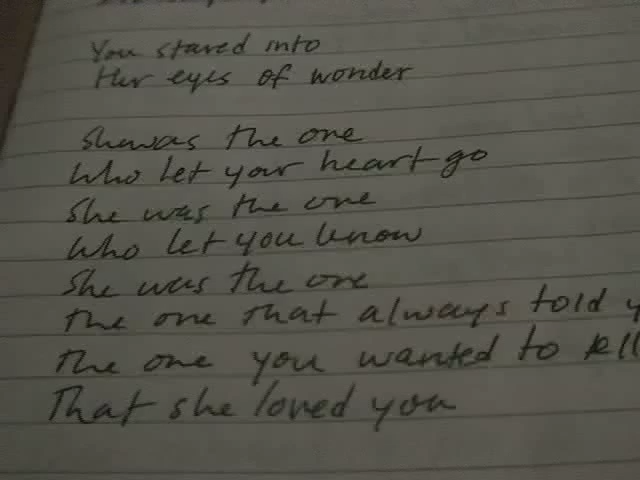 You stared into
Her eyes of wonder
She was the one
Who let your heart go
She was the one
Who let you know
She was the one
The one that always told
The one you wanted to
That she loved you